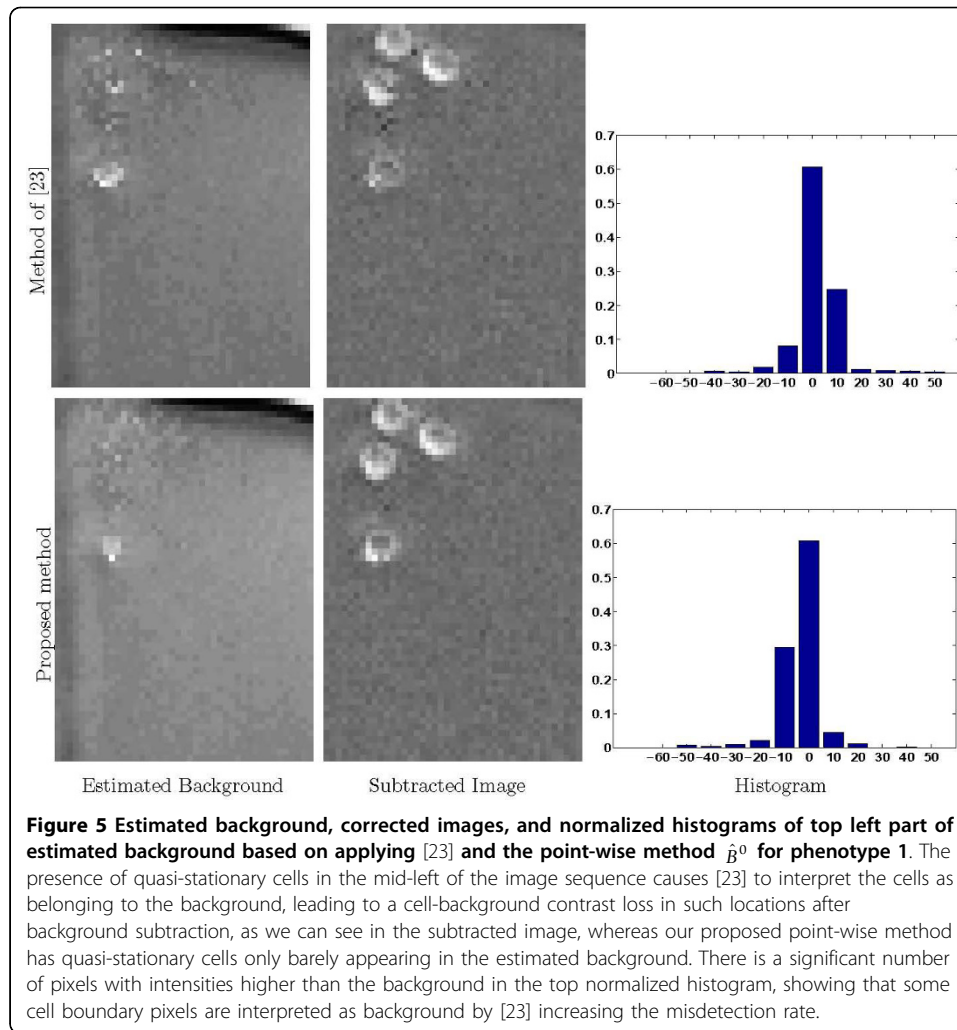 Method of [23]
0.7
0.6
0.5
0.4
0.3
0.2
0.1
0
−60 −50 −40 −30 −20 −10 0 10 20 30 40 50
Proposed method
0.7
0.6
0.5
0.4
0.3
0.2
0.1
0
−60 −50 −40 −30 −20 −10 0 10 20 30 40 50
Estimated Background Subtracted Image Histogram
Figure 5 Estimated background, corrected images, and normalized histograms of top left part of
estimated background based on applying [23] and the point-wise method B̂⁰ for phenotype 1. The
presence of quasi-stationary cells in the mid-left of the image sequence causes [23] to interpret the cells as
belonging to the background, leading to a cell-background contrast loss in such locations after
background subtraction, as we can see in the subtracted image, whereas our proposed point-wise method
has quasi-stationary cells only barely appearing in the estimated background. There is a significant number
of pixels with intensities higher than the background in the top normalized histogram, showing that some
cell boundary pixels are interpreted as background by [23] increasing the misdetection rate.